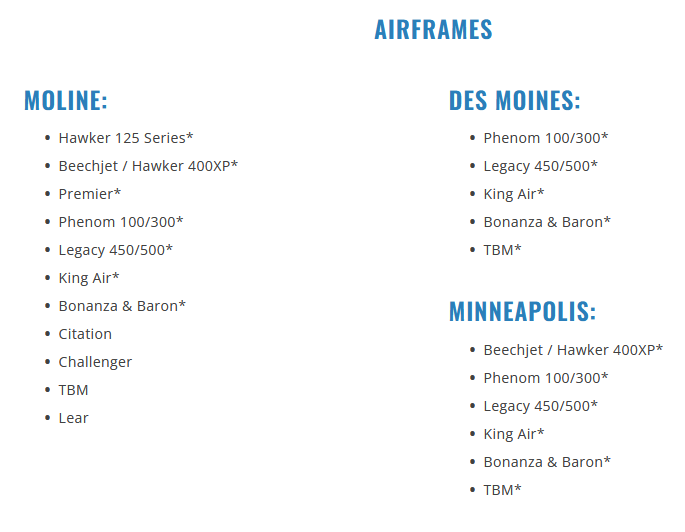 AIRFRAMES
MOLINE:
• Hawker 125 Series*
• Beechjet / Hawker 400XP*
• Premier*
• Phenom 100/300*
• Legacy 450/500*
• King Air*
• Bonanza & Baron*
• Citation
• Challenger
• TBM
• Lear
DES MOINES:
• Phenom 100/300*
• Legacy 450/500*
• King Air*
• Bonanza & Baron*
• TBM*
MINNEAPOLIS:
• Beechjet / Hawker 400XP*
• Phenom 100/300*
• Legacy 450/500*
• King Air*
• Bonanza & Baron*
• TBM*